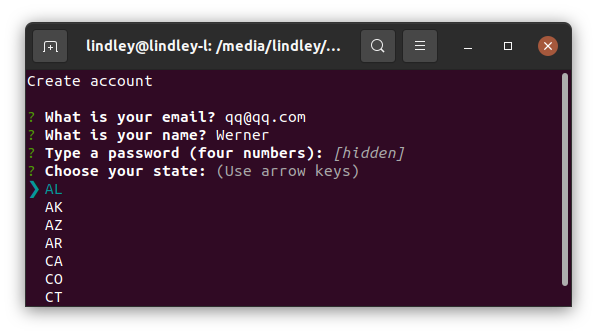 lindley@lindley-l: /media/lindley/...
Create account
? What is your email? qq@qq.com
? What is your name? Werner
? Type a password (four numbers): [hidden]
? Choose your state: (Use arrow keys)
❯ AL
AK
AZ
AR
CA
CO
CT